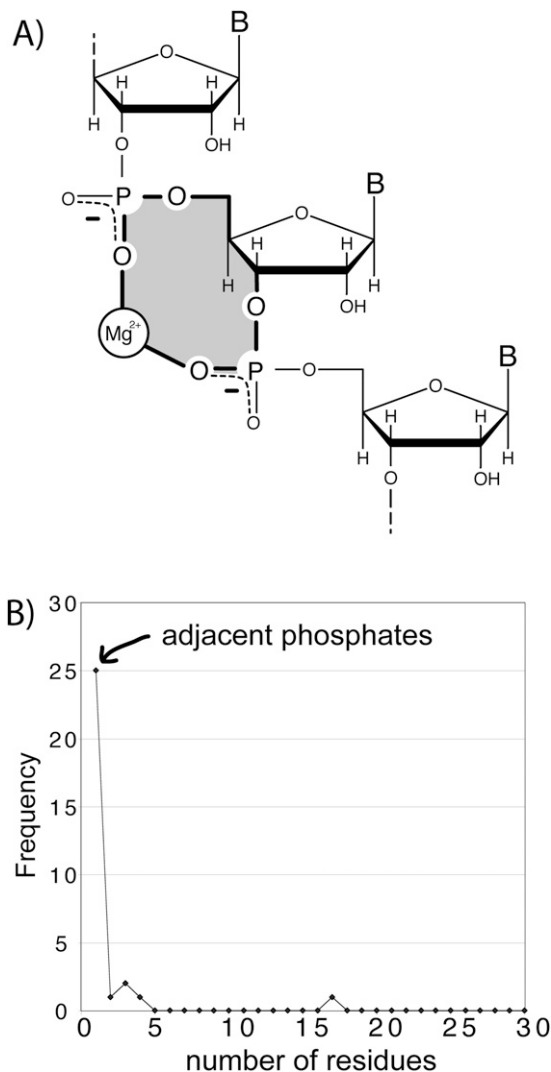 A)
B
H H
H O OH H
O P O B
− O
O H H
H O OH H
Mg2+
O P O B
− O
O H H
H O OH H
B)
30
adjacent phosphates
25
20
15
10
5
0
Frequency
0 5 10 15 20 25 30
number of residues